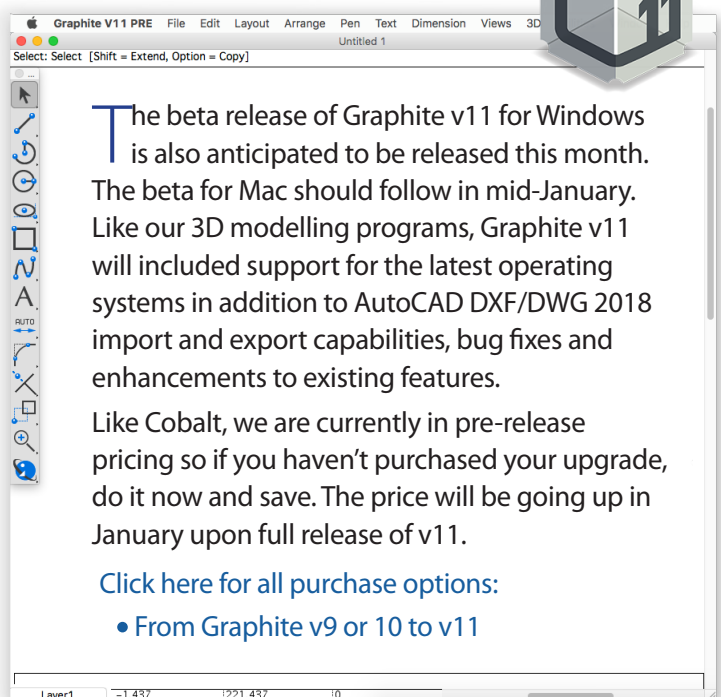 Graphite V11 PRE File Edit Layout Arrange Pen Text Dimension Views 3D
Untitled 1
Select: Select [Shift = Extend, Option = Copy]
11
The beta release of Graphite v11 for Windows
is also anticipated to be released this month.
The beta for Mac should follow in mid-January.
Like our 3D modelling programs, Graphite v11
will included support for the latest operating
systems in addition to AutoCAD DXF/DWG 2018
import and export capabilities, bug fixes and
enhancements to existing features.
Like Cobalt, we are currently in pre-release
pricing so if you haven’t purchased your upgrade,
do it now and save. The price will be going up in
January upon full release of v11.
Click here for all purchase options:
• From Graphite v9 or 10 to v11
A
AUTO
Layer1 -1.437 221.437 0